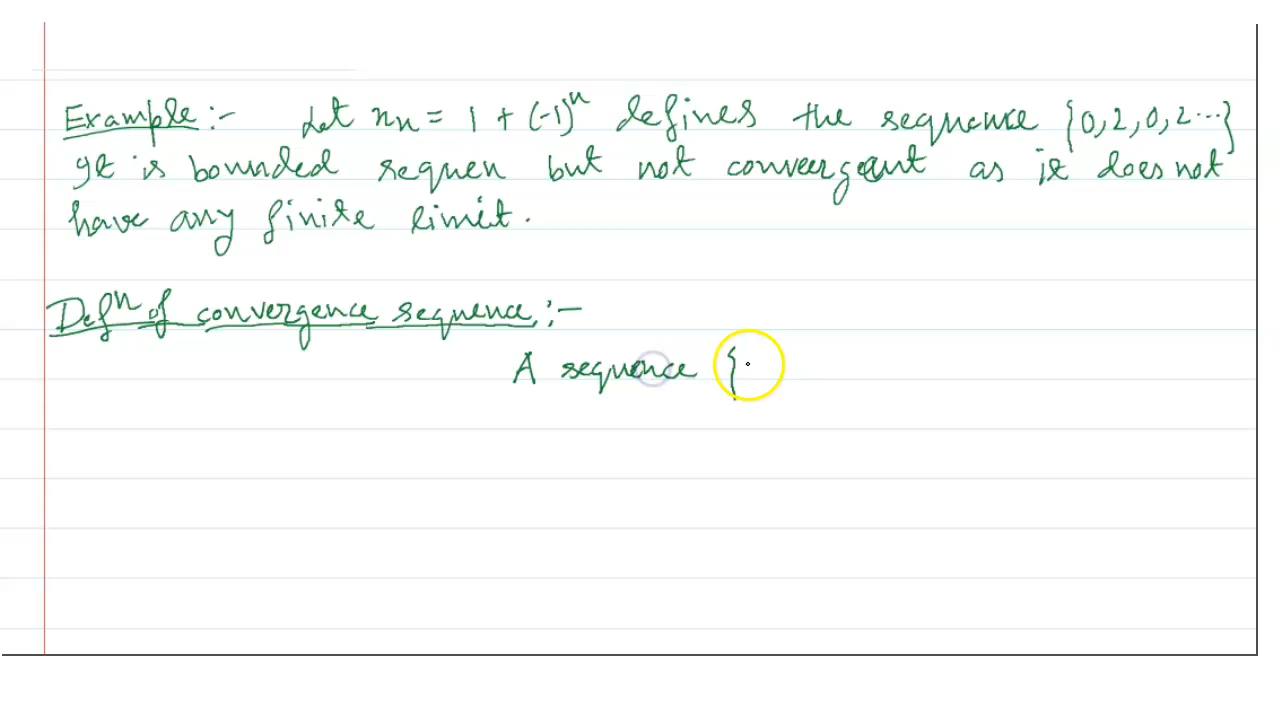 Example :- Let xn = 1 + (-1)^n defines the sequence {0, 2, 0, 2...}
It is bounded sequen but not convergent as it does not
have any finite limit.
Def^n of convergence sequence :-
A sequence {